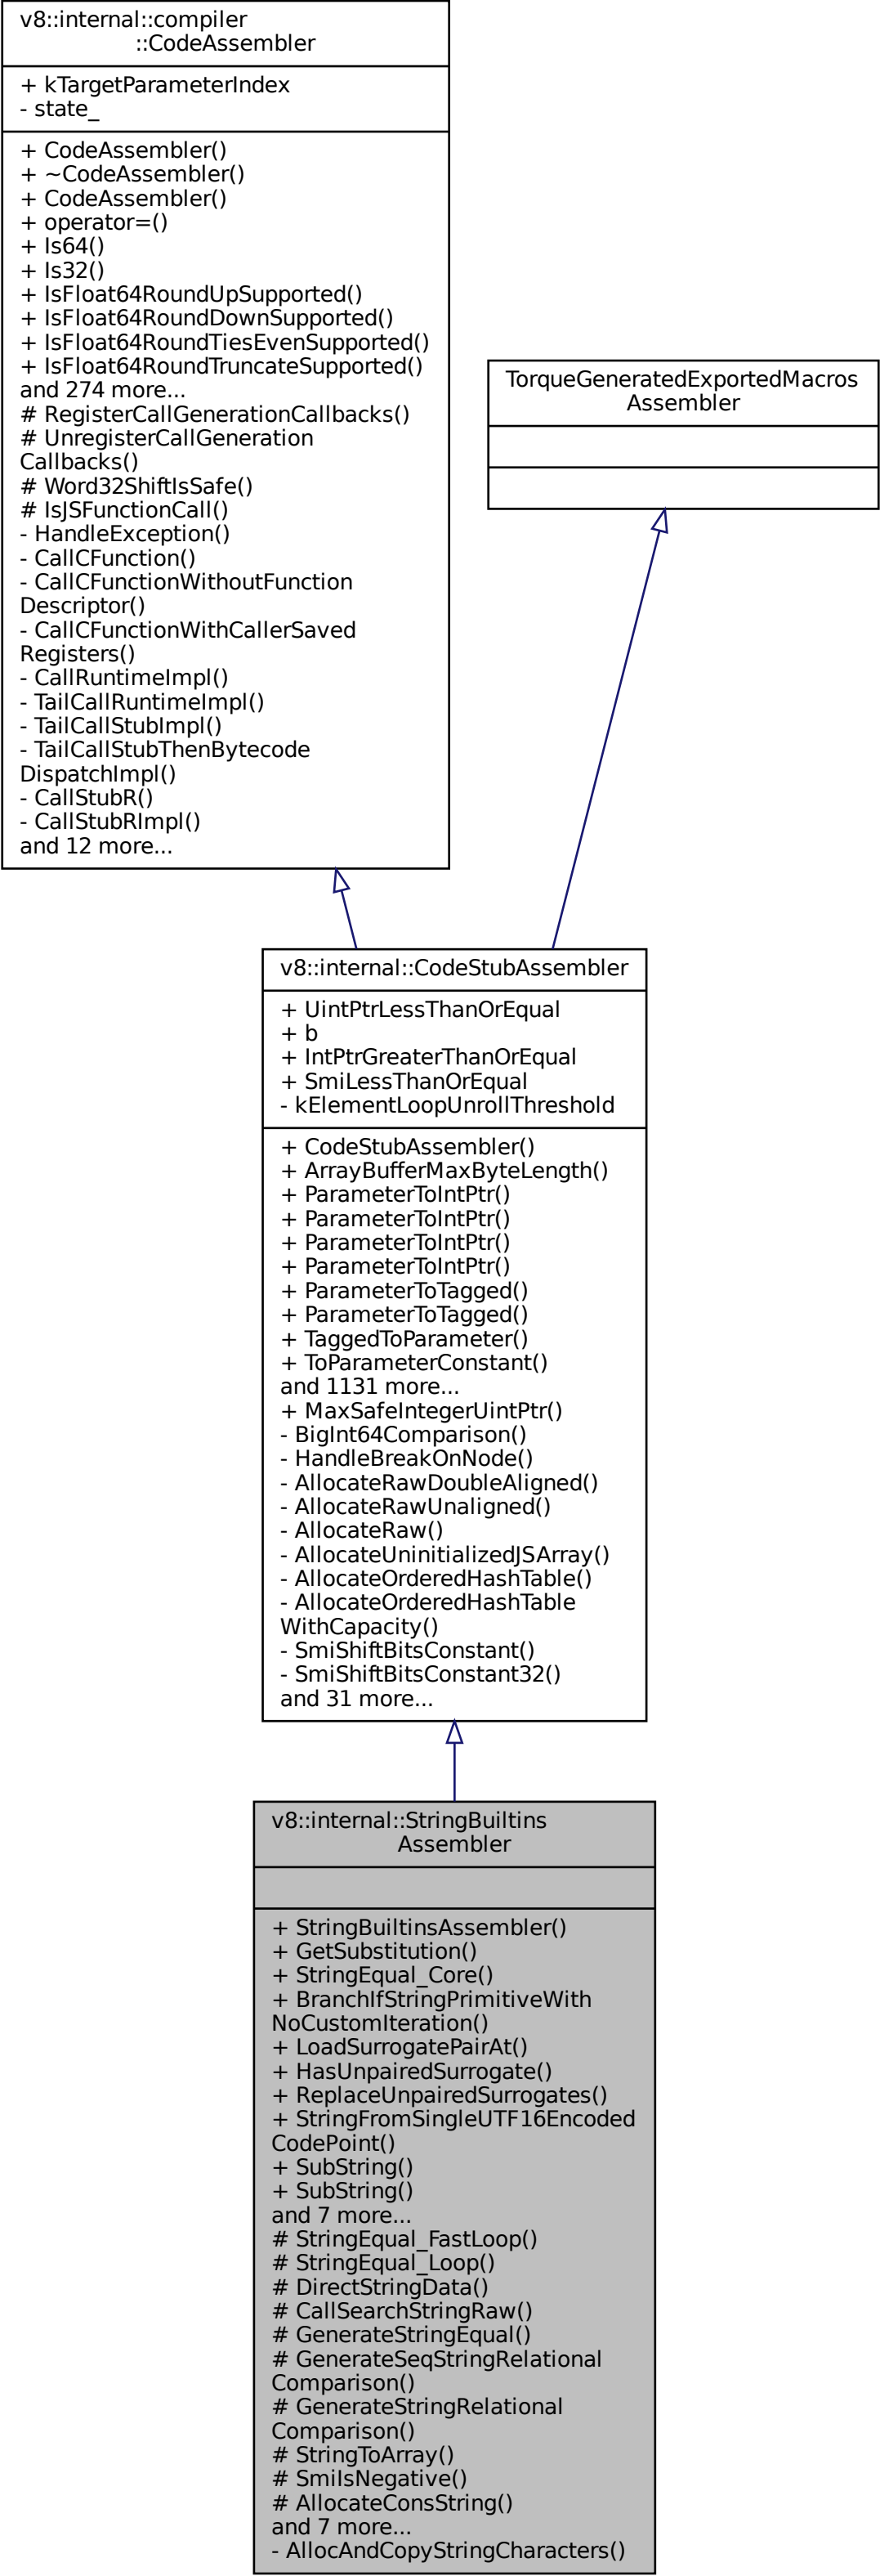 v8::internal::compiler
::CodeAssembler
+ kTargetParameterIndex
- state_
+ CodeAssembler()
+ ~CodeAssembler()
+ CodeAssembler()
+ operator=()
+ Is64()
+ Is32()
+ IsFloat64RoundUpSupported()
+ IsFloat64RoundDownSupported()
+ IsFloat64RoundTiesEvenSupported()
+ IsFloat64RoundTruncateSupported()
and 274 more...
# RegisterCallGenerationCallbacks()
# UnregisterCallGeneration
Callbacks()
# Word32ShiftIsSafe()
# IsJSFunctionCall()
- HandleException()
- CallCFunction()
- CallCFunctionWithoutFunction
Descriptor()
- CallCFunctionWithCallerSaved
Registers()
- CallRuntimeImpl()
- TailCallRuntimeImpl()
- TailCallStubImpl()
- TailCallStubThenBytecode
DispatchImpl()
- CallStubR()
- CallStubRImpl()
and 12 more...
TorqueGeneratedExportedMacros
Assembler
v8::internal::CodeStubAssembler
+ UintPtrLessThanOrEqual
+ b
+ IntPtrGreaterThanOrEqual
+ SmiLessThanOrEqual
- kElementLoopUnrollThreshold
+ CodeStubAssembler()
+ ArrayBufferMaxByteLength()
+ ParameterToIntPtr()
+ ParameterToIntPtr()
+ ParameterToIntPtr()
+ ParameterToIntPtr()
+ ParameterToTagged()
+ ParameterToTagged()
+ TaggedToParameter()
+ ToParameterConstant()
and 1131 more...
+ MaxSafeIntegerUintPtr()
- BigInt64Comparison()
- HandleBreakOnNode()
- AllocateRawDoubleAligned()
- AllocateRawUnaligned()
- AllocateRaw()
- AllocateUninitializedJSArray()
- AllocateOrderedHashTable()
- AllocateOrderedHashTable
WithCapacity()
- SmiShiftBitsConstant()
- SmiShiftBitsConstant32()
and 31 more...
v8::internal::StringBuiltins
Assembler
+ StringBuiltinsAssembler()
+ GetSubstitution()
+ StringEqual_Core()
+ BranchIfStringPrimitiveWith
NoCustomIteration()
+ LoadSurrogatePairAt()
+ HasUnpairedSurrogate()
+ ReplaceUnpairedSurrogates()
+ StringFromSingleUTF16Encoded
CodePoint()
+ SubString()
+ SubString()
and 7 more...
# StringEqual_FastLoop()
# StringEqual_Loop()
# DirectStringData()
# CallSearchStringRaw()
# GenerateStringEqual()
# GenerateSeqStringRelational
Comparison()
# GenerateStringRelational
Comparison()
# StringToArray()
# SmiIsNegative()
# AllocateConsString()
and 7 more...
- AllocAndCopyStringCharacters()